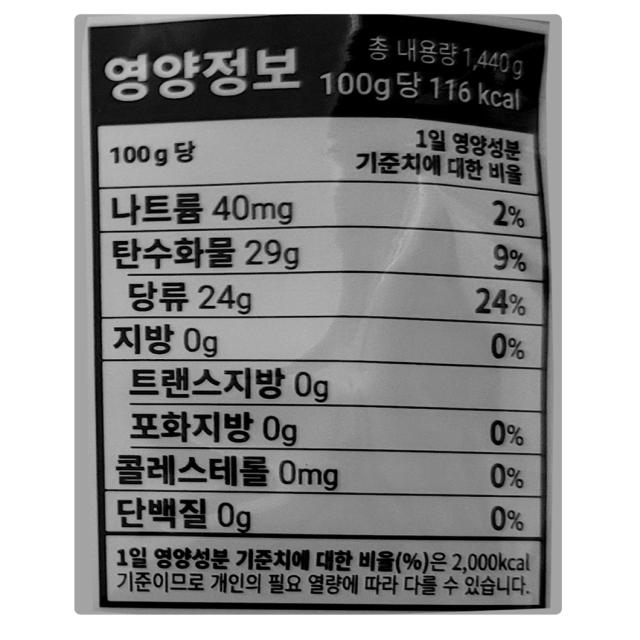 영양정보 총 내용량 1,440 g
100g 당 116 kcal
100 g 당 1일 영양성분
기준치에 대한 비율
나트륨 40mg 2%
탄수화물 29g 9%
당류 24g 24%
지방 0g 0%
트랜스지방 0g
포화지방 0g 0%
콜레스테롤 0mg 0%
단백질 0g 0%
1일 영양성분 기준치에 대한 비율(%)은 2,000kcal
기준이므로 개인의 필요 열량에 따라 다를 수 있습니다.